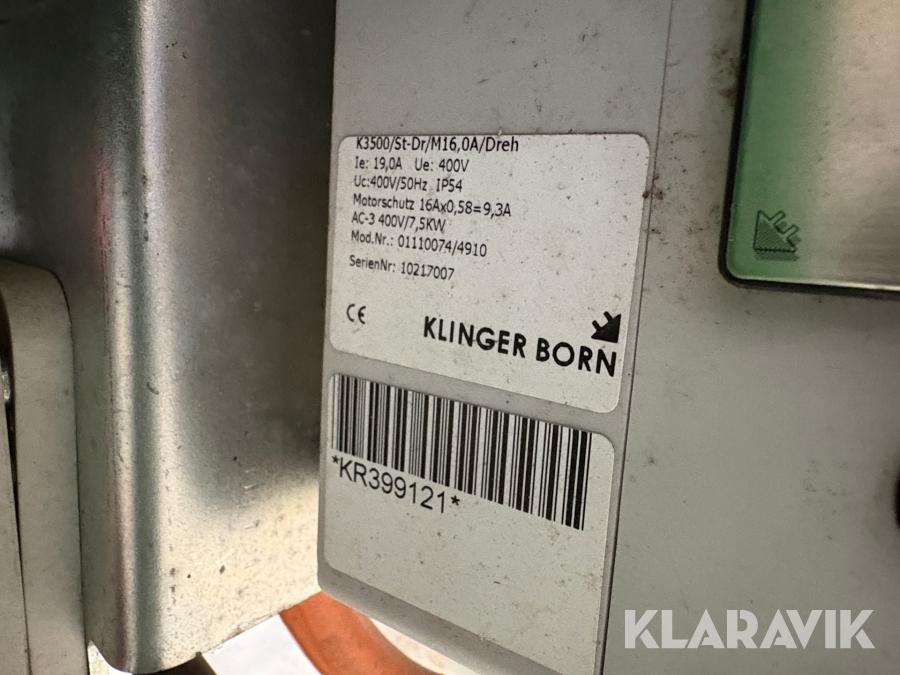 K3500/St-Dr/M16,0A/Dreh
Ie: 19,0A Ue: 400V
Uc:400V/50Hz IP54
Motorschutz 16Ax0,58=9,3A
AC-3 400V/7,5KW
Mod.Nr.: 01110074/4910
SerienNr: 10217007
CE
KLINGER BORN
*KR399121*
KLARAVIK